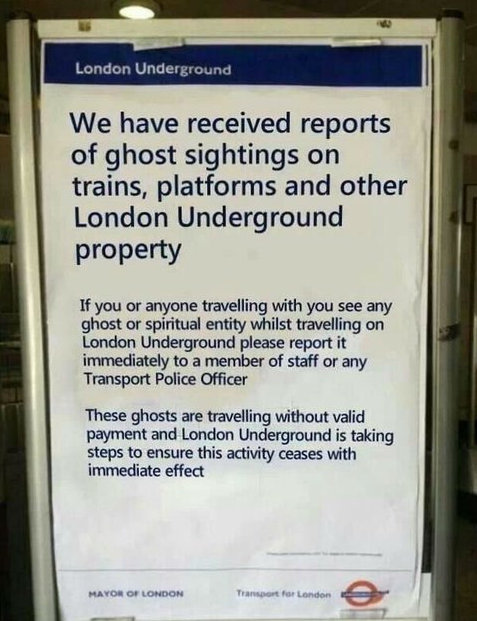 London Underground
We have received reports
of ghost sightings on
trains, platforms and other
London Underground
property
If you or anyone travelling with you see any
ghost or spiritual entity whilst travelling on
London Underground please report it
immediately to a member of staff or any
Transport Police Officer
These ghosts are travelling without valid
payment and London Underground is taking
steps to ensure this activity ceases with
immediate effect
MAYOR OF LONDON
Transport for London